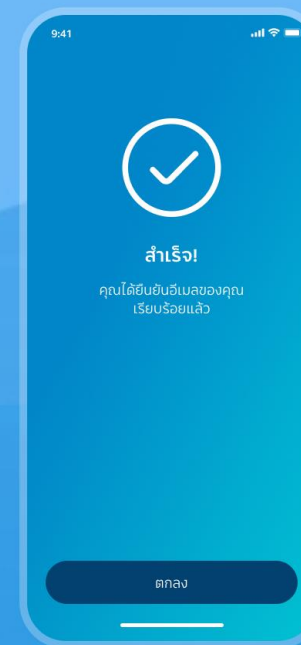 9:41
สำเร็จ!
คุณได้ยืนยันอีเมลของคุณ
เรียบร้อยแล้ว
ตกลง